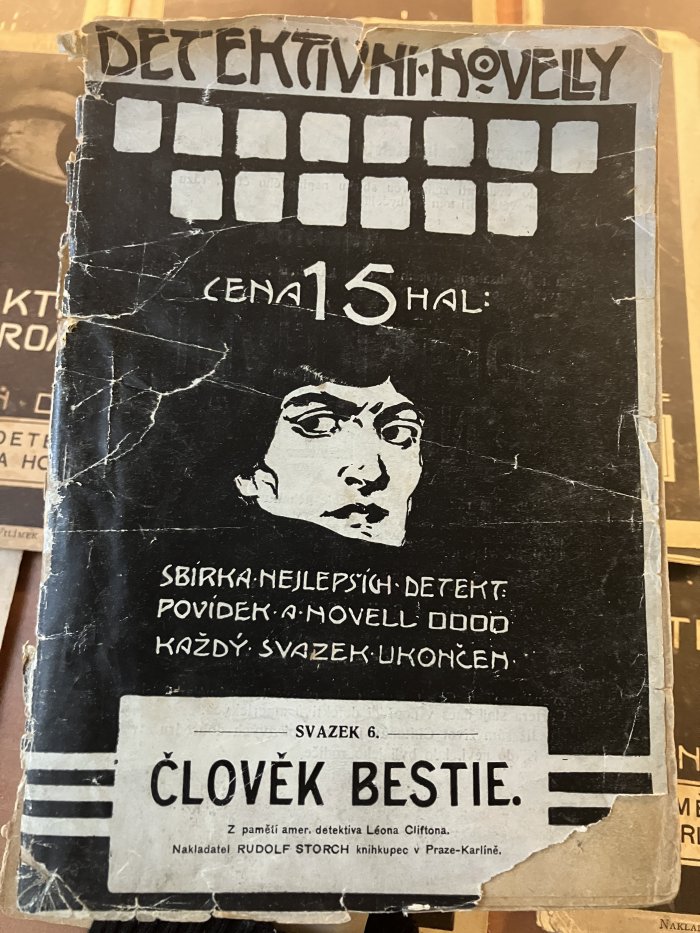 DETEKTIVNI·NOVELLY
CENA 15 HAL:
SBÍRKA·NEJLEPŠÍCH·DETEKT:
POVÍDEK·A·NOVELL
KAŽDÝ·SVAZEK·UKONČEN·
SVAZEK 6.
ČLOVĚK BESTIE.
Z pamětí amer. detektiva Léona Cliftona.
Nakladatel RUDOLF STORCH knihkupec v Praze-Karlíně.